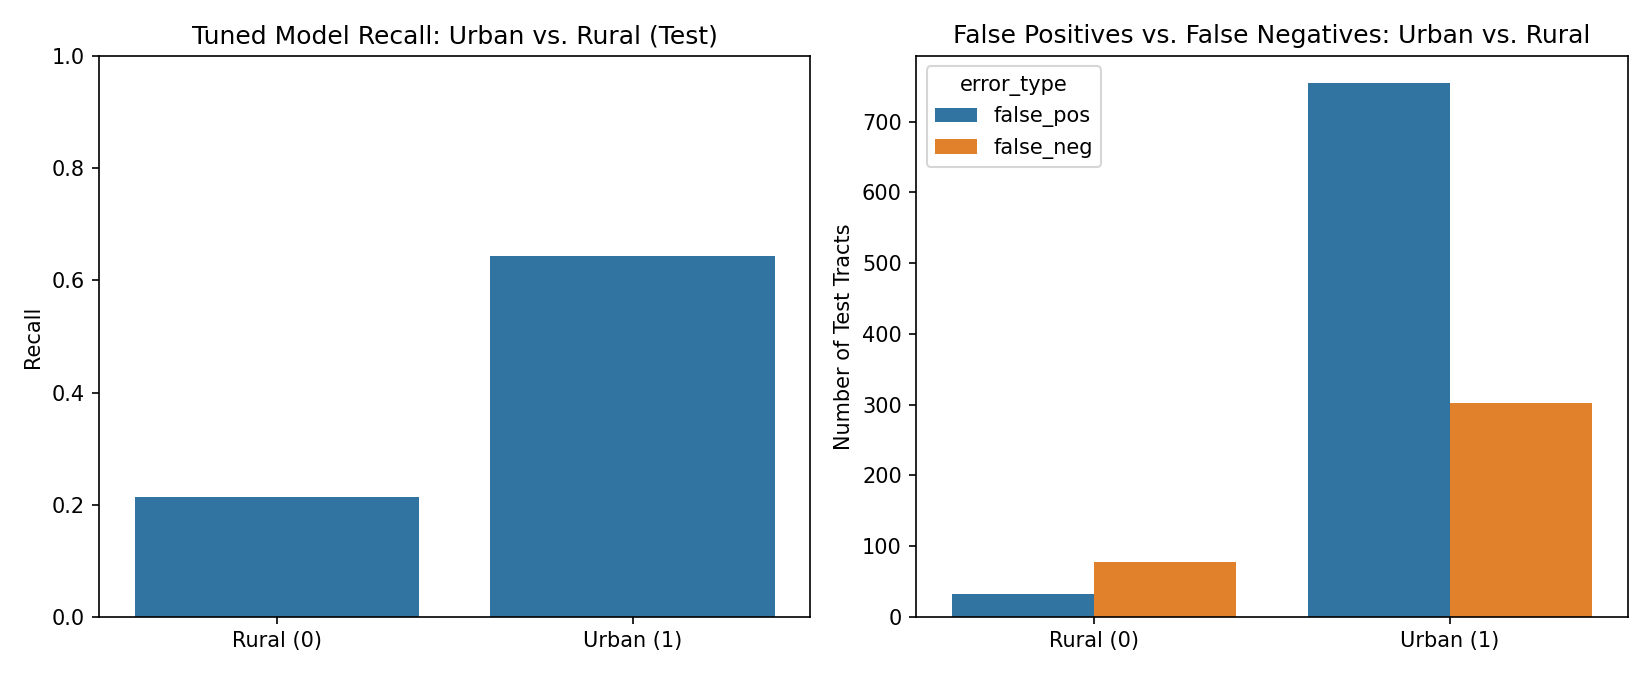 Tuned Model Recall: Urban vs. Rural (Test)
1.0
0.8
0.6
0.4
0.2
0.0
Recall
Rural (0)
Urban (1)
False Positives vs. False Negatives: Urban vs. Rural
error_type
false_pos
false_neg
700
600
500
400
300
200
100
0
Number of Test Tracts
Rural (0)
Urban (1)